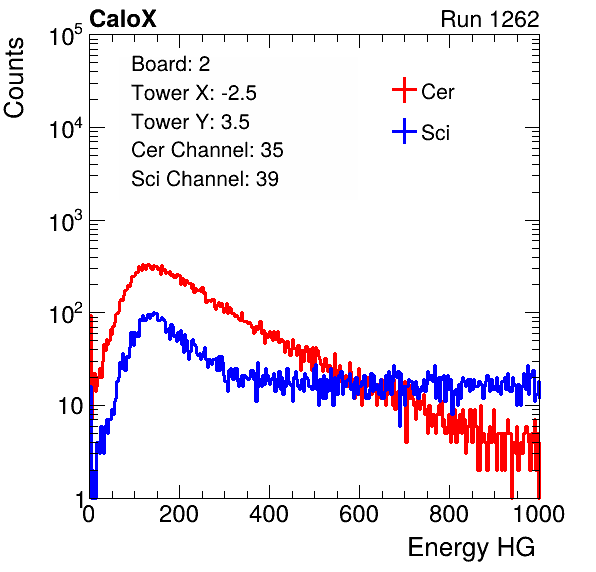 CaloX Run 1262
Counts
10^5
10^4
10^3
10^2
10
1
Board: 2
Tower X: -2.5
Tower Y: 3.5
Cer Channel: 35
Sci Channel: 39
Cer
Sci
0 200 400 600 800 1000
Energy HG